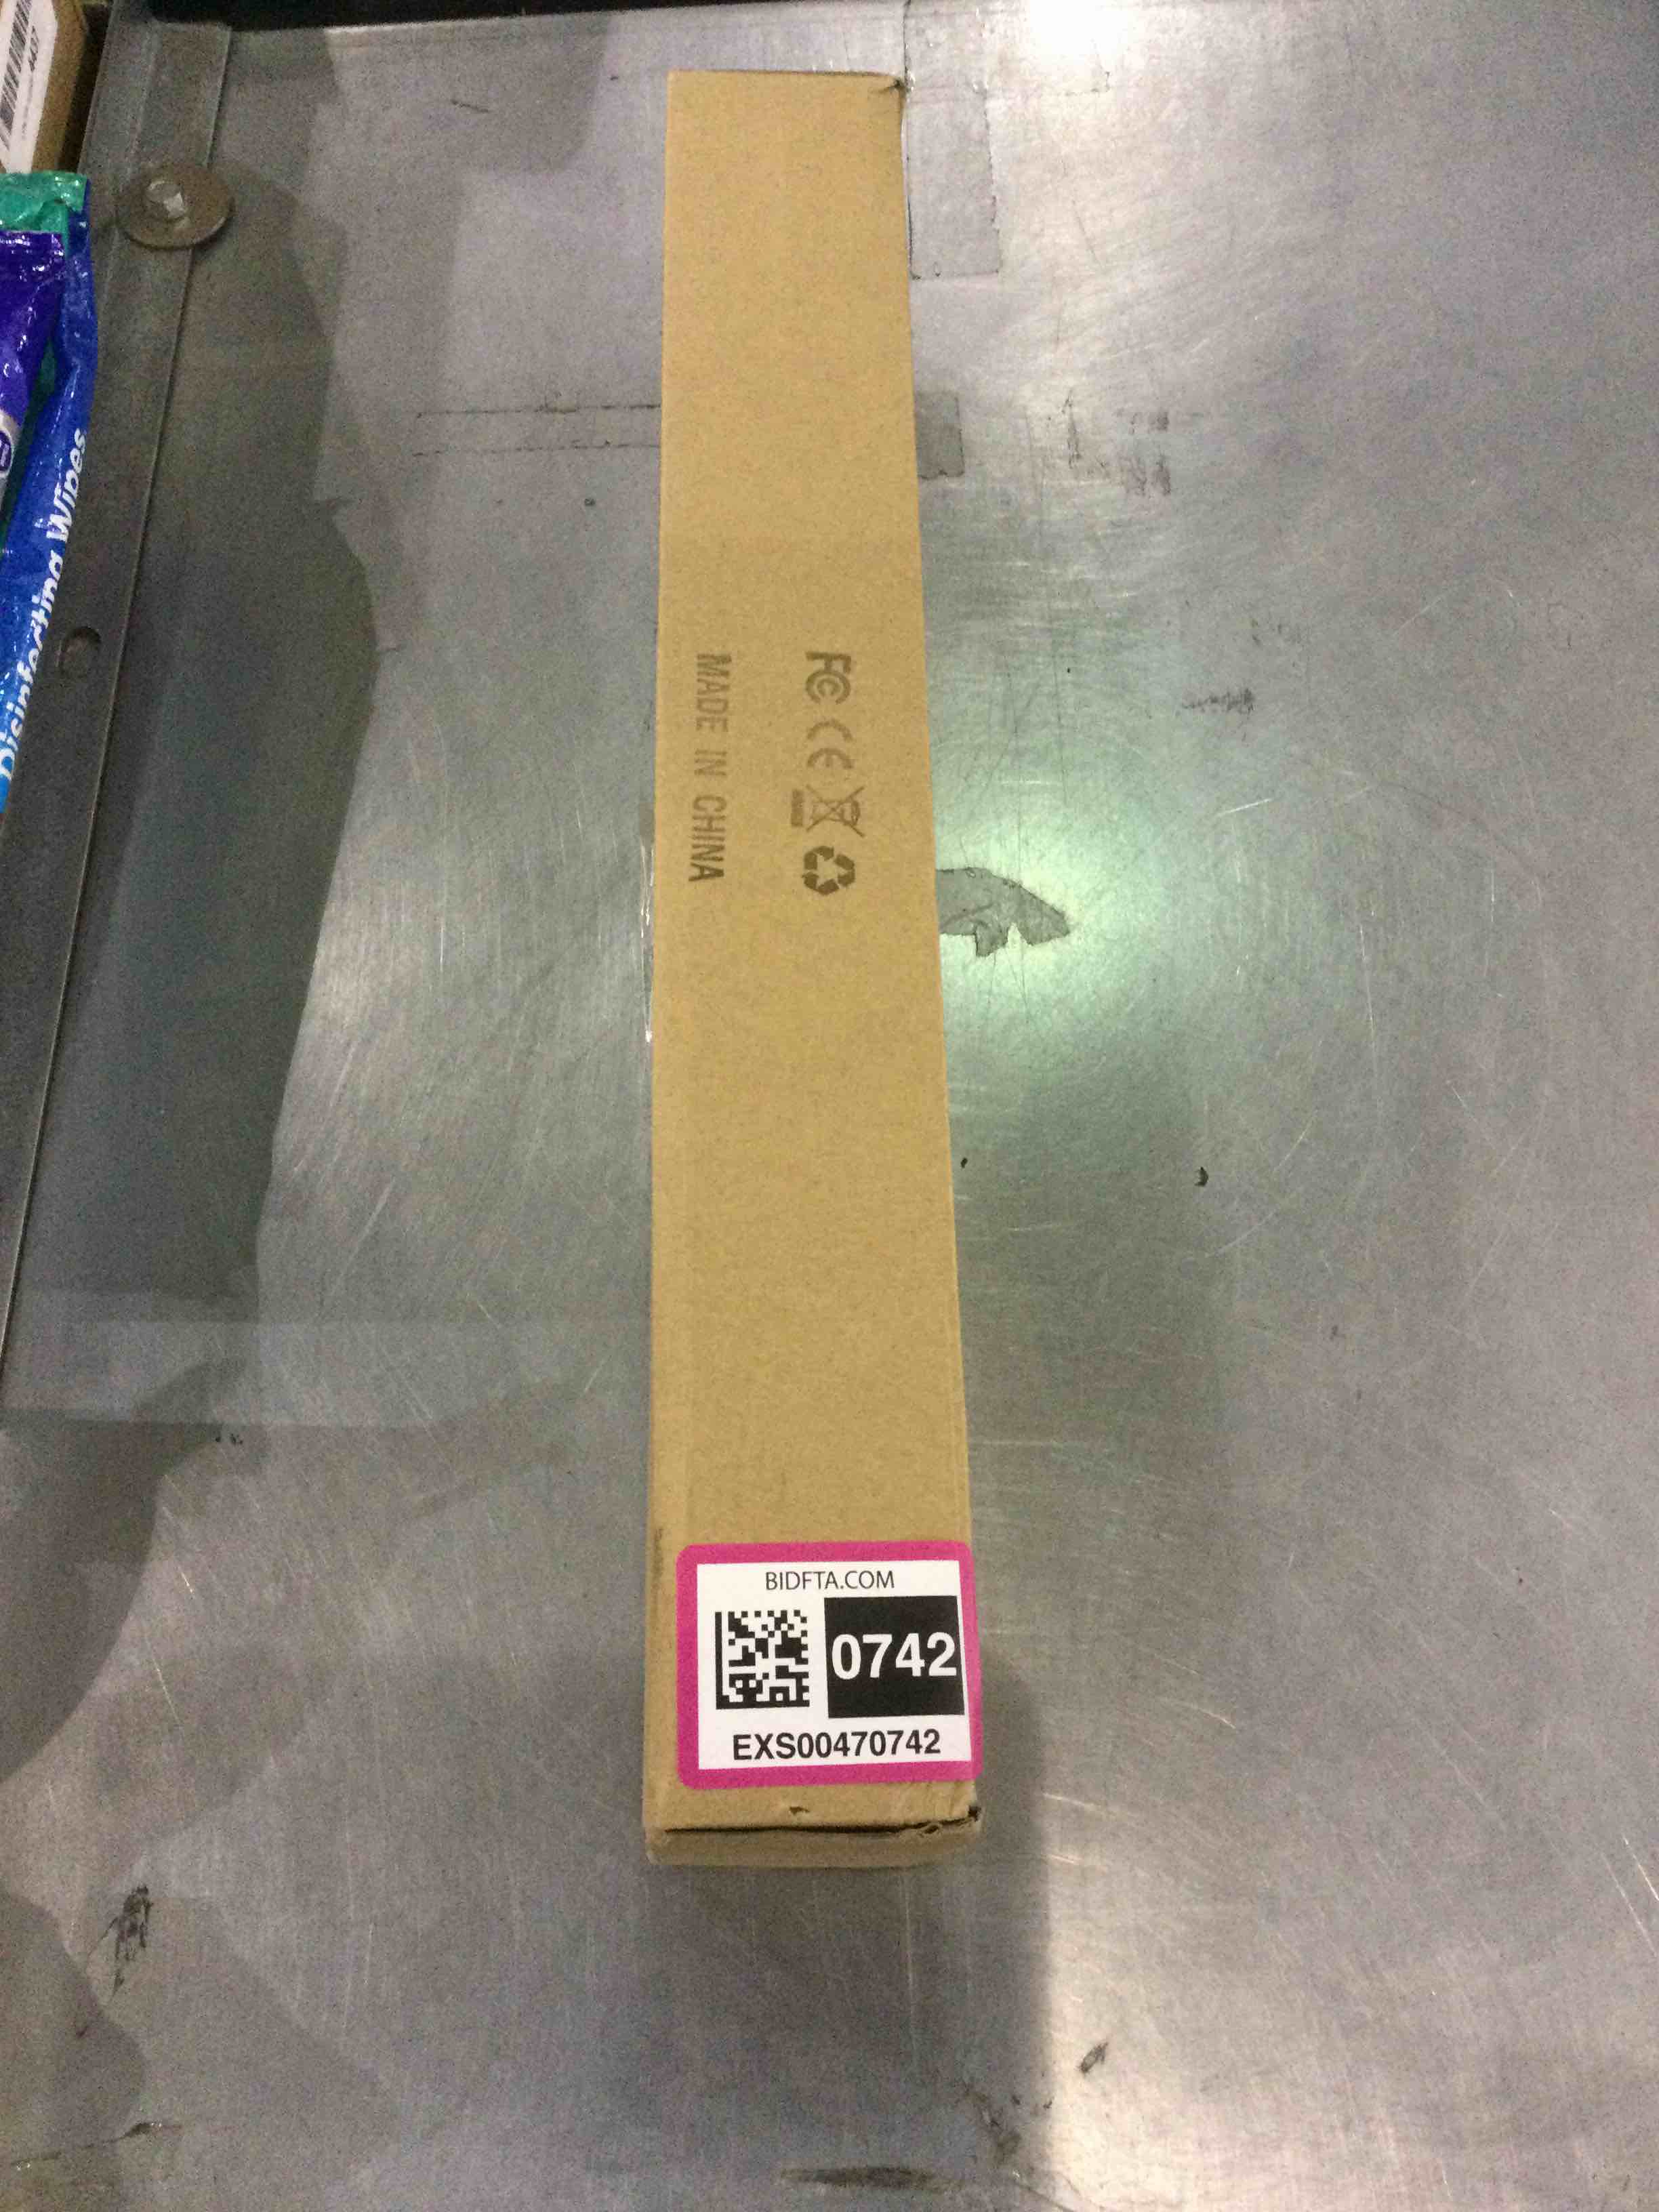 Disinfecting Wipes
FC CE
MADE IN CHINA
BIDFTA.COM
0742
EXS00470742